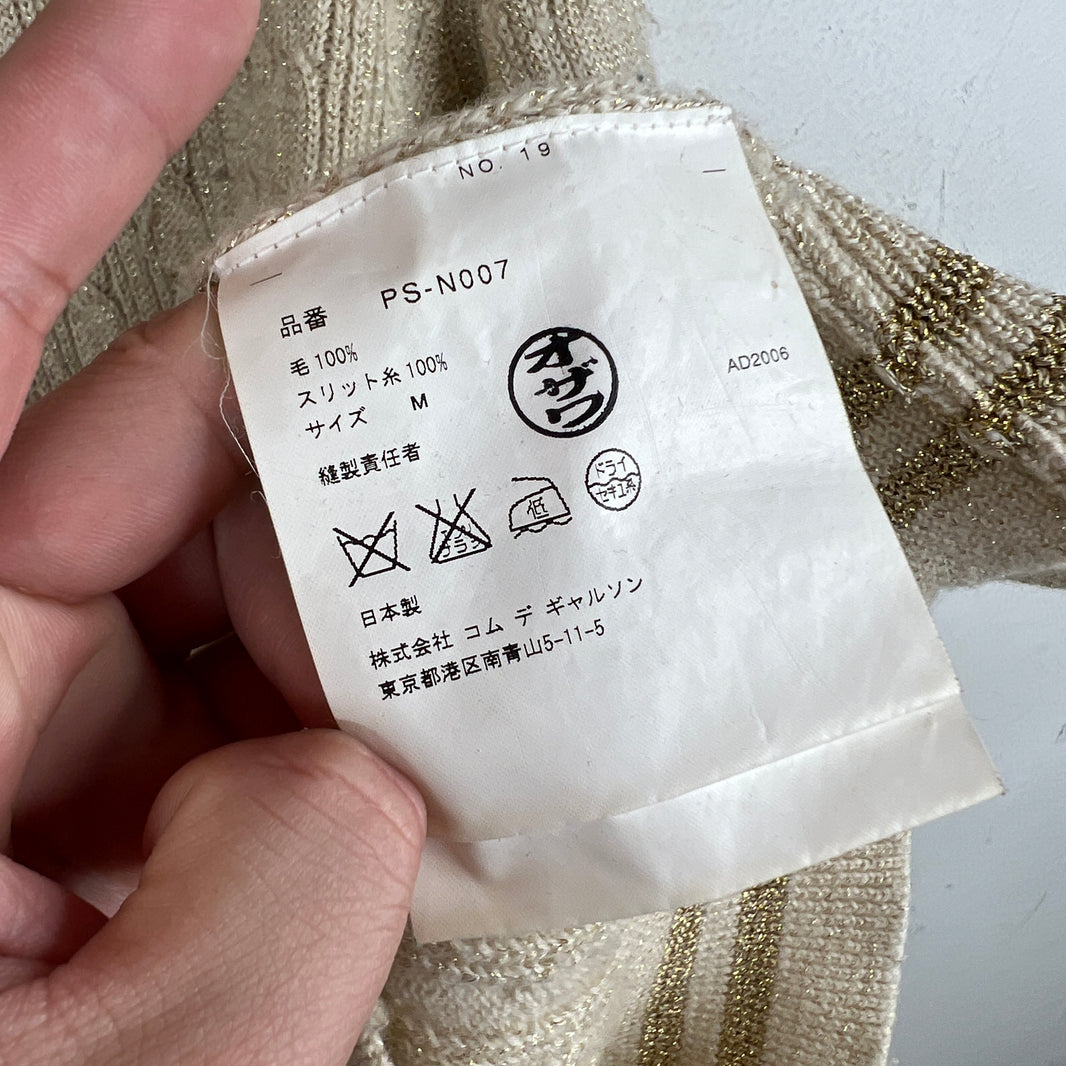 NO. 19
品番 PS-N007
毛 100%
スリット糸 100%
サイズ M
オザワ
AD2006
縫製責任者
低
ドライ
セキユ系
日本製
株式会社 コム デ ギャルソン
東京都港区南青山5-11-5